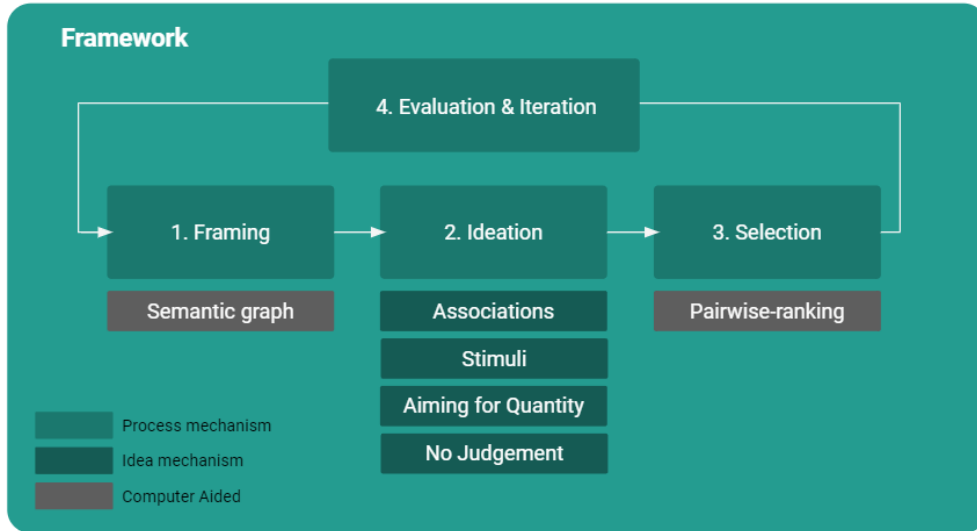 Framework
4. Evaluation & Iteration
1. Framing
2. Ideation
3. Selection
Semantic graph
Associations
Pairwise-ranking
Stimuli
Aiming for Quantity
No Judgement
Process mechanism
Idea mechanism
Computer Aided